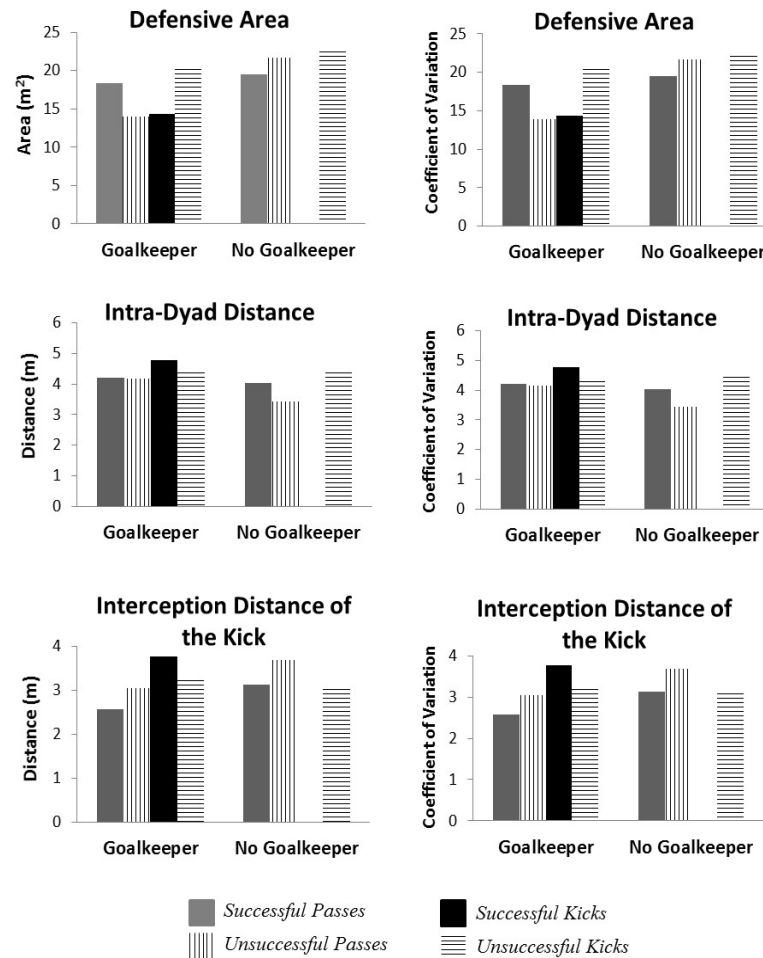 Defensive Area
25
20
15
10
5
0
Area (m²)
Goalkeeper No Goalkeeper
Defensive Area
25
20
15
10
5
0
Coefficient of Variation
Goalkeeper No Goalkeeper
Intra-Dyad Distance
6
5
4
3
2
1
0
Distance (m)
Goalkeeper No Goalkeeper
Intra-Dyad Distance
6
5
4
3
2
1
0
Coefficient of Variation
Goalkeeper No Goalkeeper
Interception Distance of
the Kick
4
3
2
1
0
Distance (m)
Goalkeeper No Goalkeeper
Interception Distance of
the Kick
4
3
2
1
0
Coefficient of Variation
Goalkeeper No Goalkeeper
Successful Passes
Successful Kicks
Unsuccessful Passes
Unsuccessful Kicks